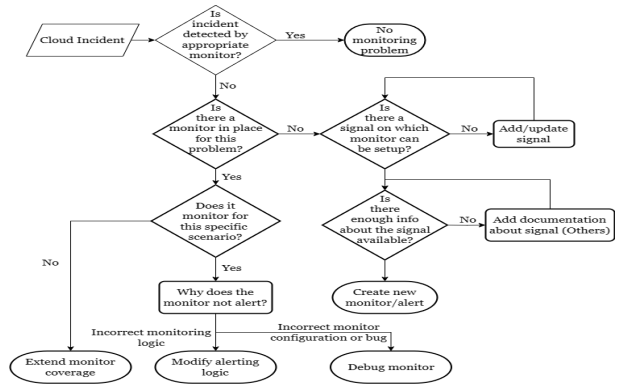 Cloud Incident
Is
incident
detected by
appropriate
monitor?
Yes
No
monitoring
problem
No
Is
there a
monitor in place
for this
problem?
No
Is
there a
signal on which
monitor can
be setup?
No
Add/update
signal
Yes
Does it
monitor for
this specific
scenario?
Is
there
enough info
about the signal
available?
No
Add documentation
about signal (Others)
No
Yes
Why does the
monitor not alert?
Create new
monitor/alert
Incorrect monitoring
logic
Incorrect monitor
configuration or bug
Extend monitor
coverage
Modify alerting
logic
Debug monitor